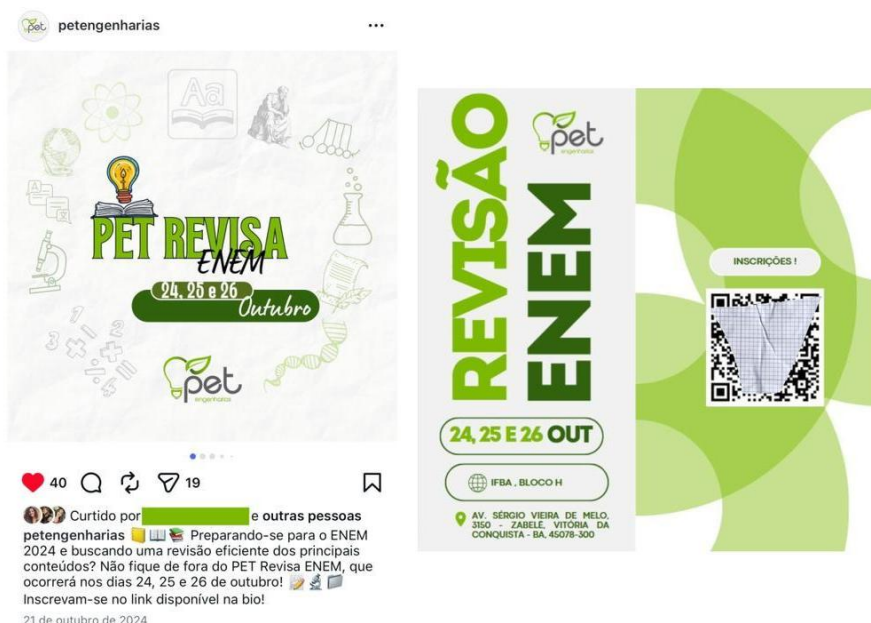 pet
petengenharias
Aa
PET REVISA
ENEM
24, 25 e 26
Outubro
pet
engenharias
40
19
Curtido por e outras pessoas
petengenharias Preparando-se para o ENEM
2024 e buscando uma revisão eficiente dos principais
conteúdos? Não fique de fora do PET Revisa ENEM, que
ocorrerá nos dias 24, 25 e 26 de outubro!
Inscrevam-se no link disponível na bio!
21 de outubro de 2024
REVISÃO
ENEM
pet
engenharias
24, 25 E 26 OUT
IFBA , BLOCO H
AV. SÉRGIO VIEIRA DE MELO,
3150 - ZABELÊ, VITÓRIA DA
CONQUISTA - BA, 45078-300
INSCRIÇÕES !